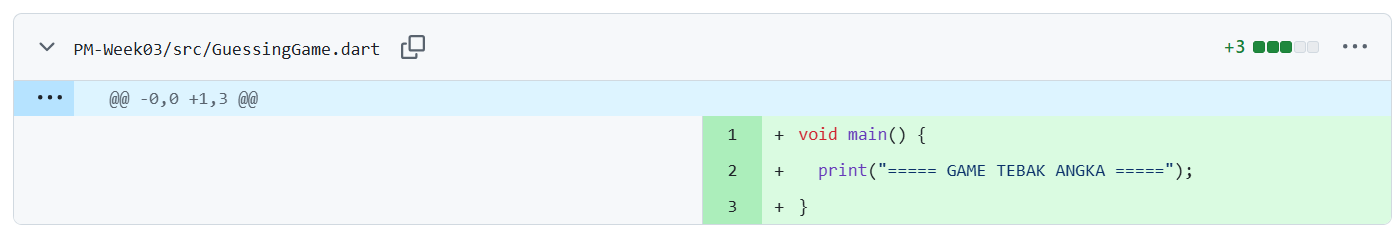 PM-Week03/src/GuessingGame.dart +3
@@ -0,0 +1,3 @@
1 + void main() {
2 + print("===== GAME TEBAK ANGKA =====");
3 + }